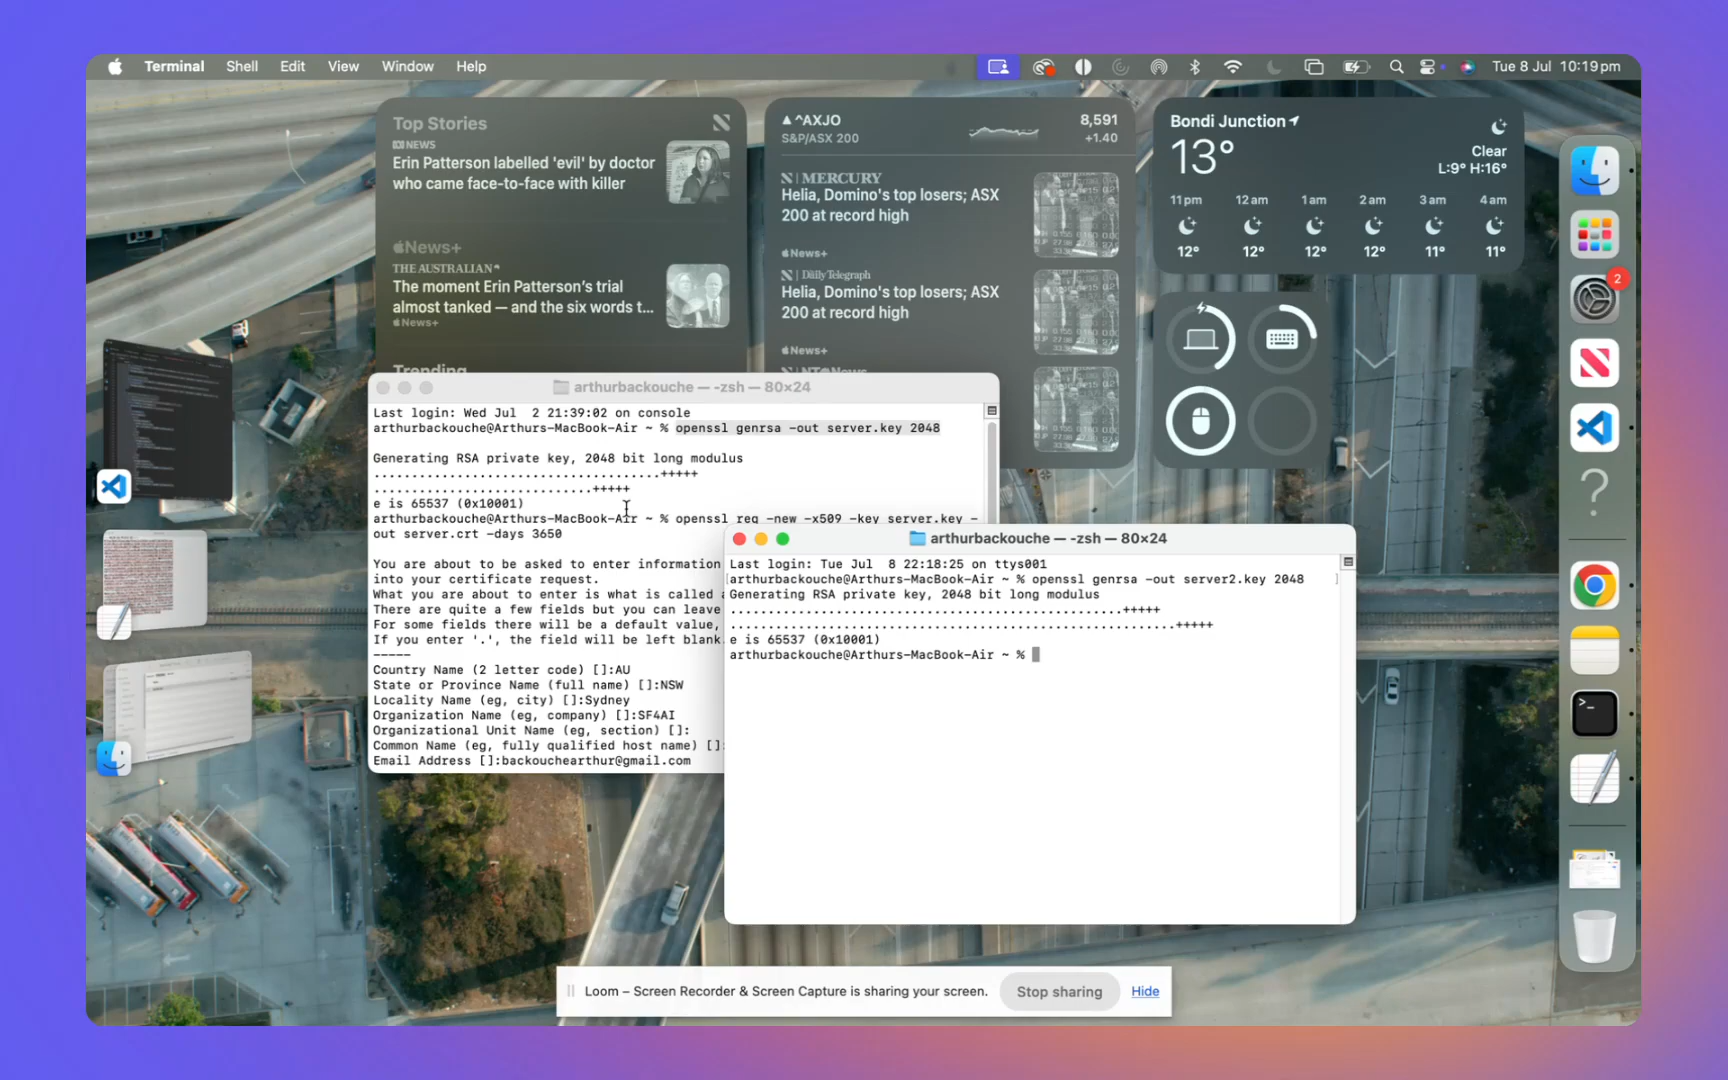 Terminal Shell Edit View Window Help
Tue 8 Jul 10:19 pm
Top Stories
NEWS
Erin Patterson labelled 'evil' by doctor
who came face-to-face with killer
News+
THE AUSTRALIAN*
The moment Erin Patterson's trial
almost tanked — and the six words t...
News+
Trending
▲ ^AXJO
S&P/ASX 200
8,591
+1.40
MERCURY
Helia, Domino's top losers; ASX
200 at record high
News+
Daily Telegraph
Helia, Domino's top losers; ASX
200 at record high
News+
NT News
Bondi Junction
13°
Clear
L:9° H:16°
11pm 12am 1am 2am 3am 4am
12° 12° 12° 12° 11° 11°
2
arthurbackouche — -zsh — 80×24
Last login: Wed Jul  2 21:39:02 on console
arthurbackouche@Arthurs-MacBook-Air ~ % openssl genrsa -out server.key 2048
Generating RSA private key, 2048 bit long modulus
......................................+++++
.............................+++++
e is 65537 (0x10001)
arthurbackouche@Arthurs-MacBook-Air ~ % openssl req -new -x509 -key server.key -
out server.crt -days 3650
You are about to be asked to enter information
into your certificate request.
What you are about to enter is what is called
There are quite a few fields but you can leave
For some fields there will be a default value,
If you enter '.', the field will be left blank.
-----
Country Name (2 letter code) []:AU
State or Province Name (full name) []:NSW
Locality Name (eg, city) []:Sydney
Organization Name (eg, company) []:SF4AI
Organizational Unit Name (eg, section) []:
Common Name (eg, fully qualified host name) []:
Email Address []:backouchearthur@gmail.com
arthurbackouche — -zsh — 80×24
Last login: Tue Jul  8 22:18:25 on ttys001
[arthurbackouche@Arthurs-MacBook-Air ~ % openssl genrsa -out server2.key 2048 ]
Generating RSA private key, 2048 bit long modulus
....................................................+++++
...........................................................+++++
e is 65537 (0x10001)
arthurbackouche@Arthurs-MacBook-Air ~ %
Loom – Screen Recorder & Screen Capture is sharing your screen.
Stop sharing
Hide